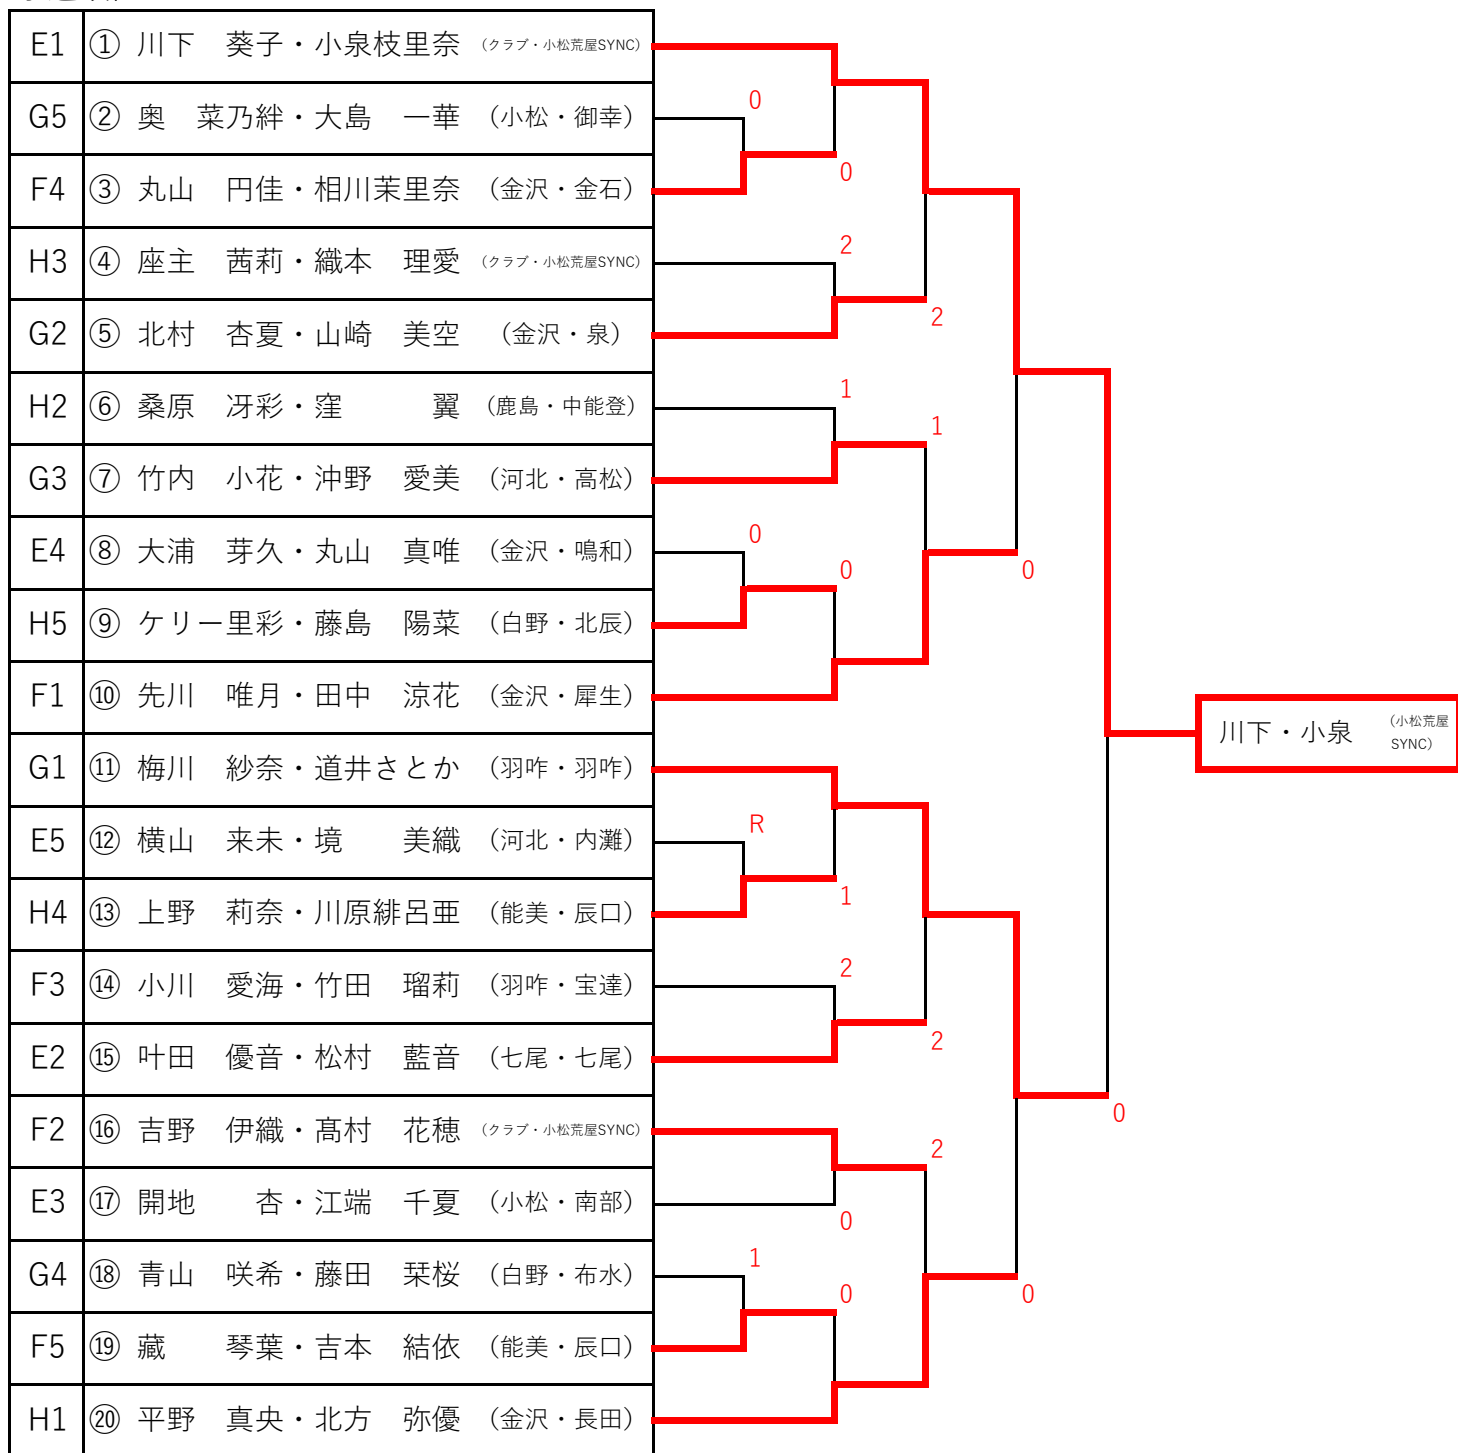 E1 ① 川下　葵子・小泉枝里奈 （クラブ・小松荒屋SYNC）
G5 ② 奥　菜乃絆・大島　一華 （小松・御幸）
0
F4 ③ 丸山　円佳・相川茉里奈 （金沢・金石）
0
H3 ④ 座主　茜莉・織本　理愛 （クラブ・小松荒屋SYNC）
2
G2 ⑤ 北村　杏夏・山崎　美空 （金沢・泉）
2
H2 ⑥ 桑原　冴彩・窪　　　翼 （鹿島・中能登）
1
1
G3 ⑦ 竹内　小花・沖野　愛美 （河北・高松）
E4 ⑧ 大浦　芽久・丸山　真唯 （金沢・鳴和）
0
0
0
H5 ⑨ ケリー里彩・藤島　陽菜 （白野・北辰）
F1 ⑩ 先川　唯月・田中　涼花 （金沢・犀生）
川下・小泉 （小松荒屋
SYNC）
G1 ⑪ 梅川　紗奈・道井さとか （羽咋・羽咋）
E5 ⑫ 横山　来未・境　　美織 （河北・内灘）
R
H4 ⑬ 上野　莉奈・川原緋呂亜 （能美・辰口）
1
F3 ⑭ 小川　愛海・竹田　瑠莉 （羽咋・宝達）
2
E2 ⑮ 叶田　優音・松村　藍音 （七尾・七尾）
2
F2 ⑯ 吉野　伊織・髙村　花穂 （クラブ・小松荒屋SYNC）
0
2
E3 ⑰ 開地　　杏・江端　千夏 （小松・南部）
0
G4 ⑱ 青山　咲希・藤田　栞桜 （白野・布水）
1
0
0
F5 ⑲ 藏　　琴葉・吉本　結依 （能美・辰口）
H1 ⑳ 平野　真央・北方　弥優 （金沢・長田）